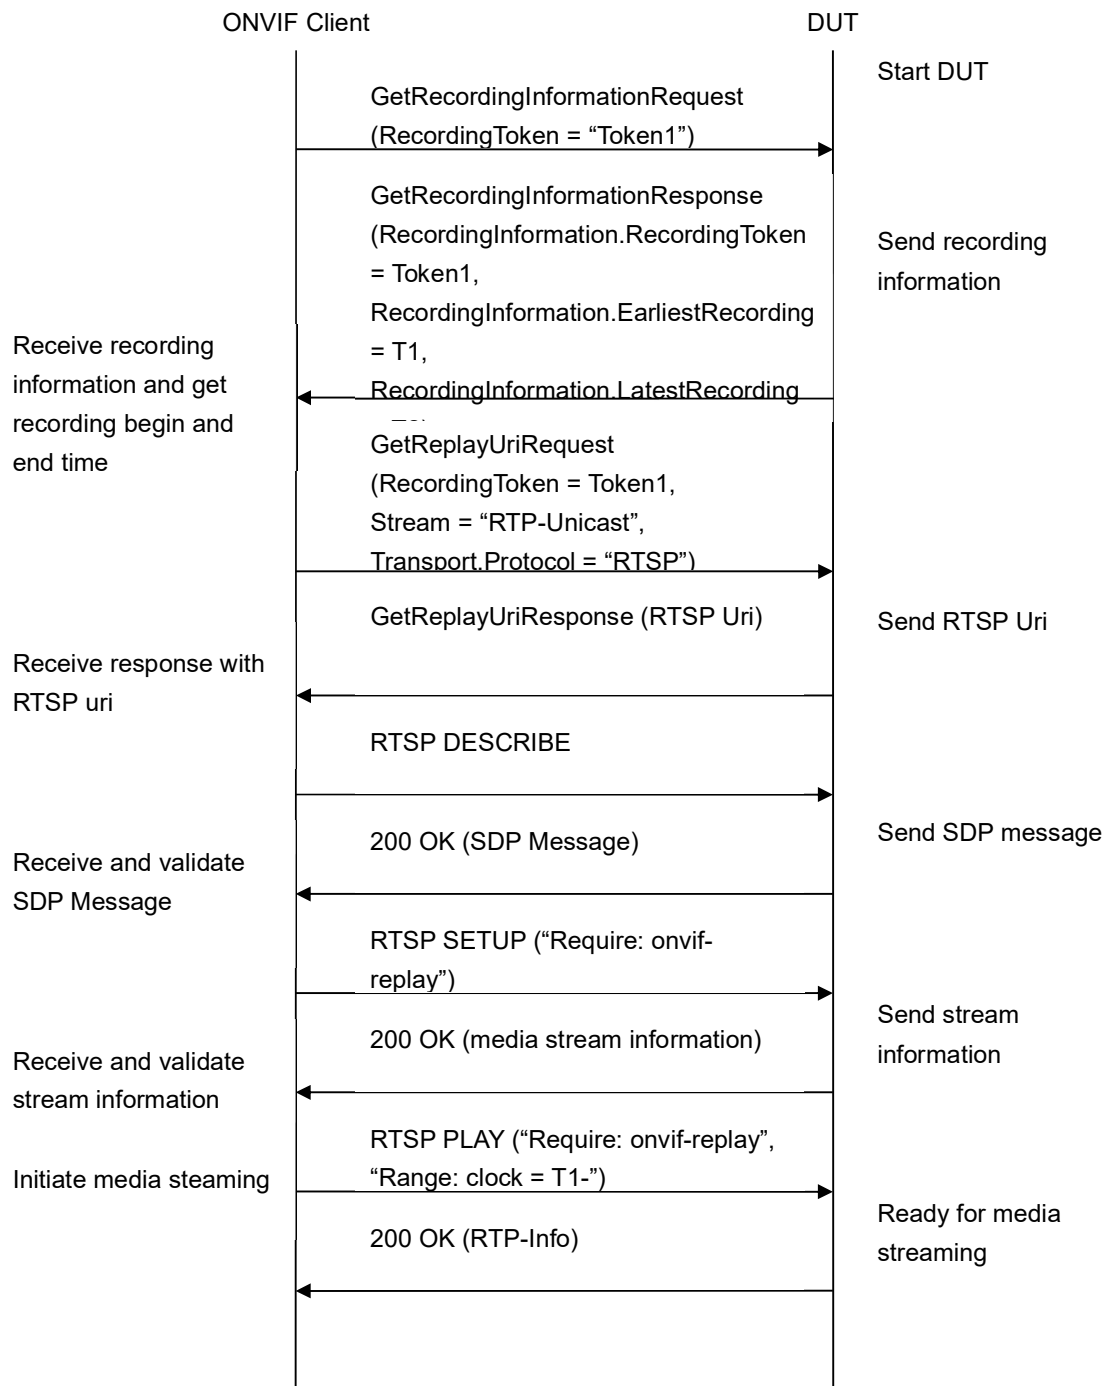 ONVIF Client
DUT
Start DUT
GetRecordingInformationRequest
(RecordingToken = “Token1”)
GetRecordingInformationResponse
(RecordingInformation.RecordingToken
= Token1,
RecordingInformation.EarliestRecording
= T1,
RecordingInformation.LatestRecording
Send recording
information
Receive recording
information and get
recording begin and
end time
GetReplayUriRequest
(RecordingToken = Token1,
Stream = “RTP-Unicast”,
Transport.Protocol = “RTSP”)
GetReplayUriResponse (RTSP Uri)
Send RTSP Uri
Receive response with
RTSP uri
RTSP DESCRIBE
200 OK (SDP Message)
Send SDP message
Receive and validate
SDP Message
RTSP SETUP (“Require: onvif-
replay”)
200 OK (media stream information)
Send stream
information
Receive and validate
stream information
RTSP PLAY (“Require: onvif-replay”,
“Range: clock = T1-”)
Initiate media steaming
200 OK (RTP-Info)
Ready for media
streaming